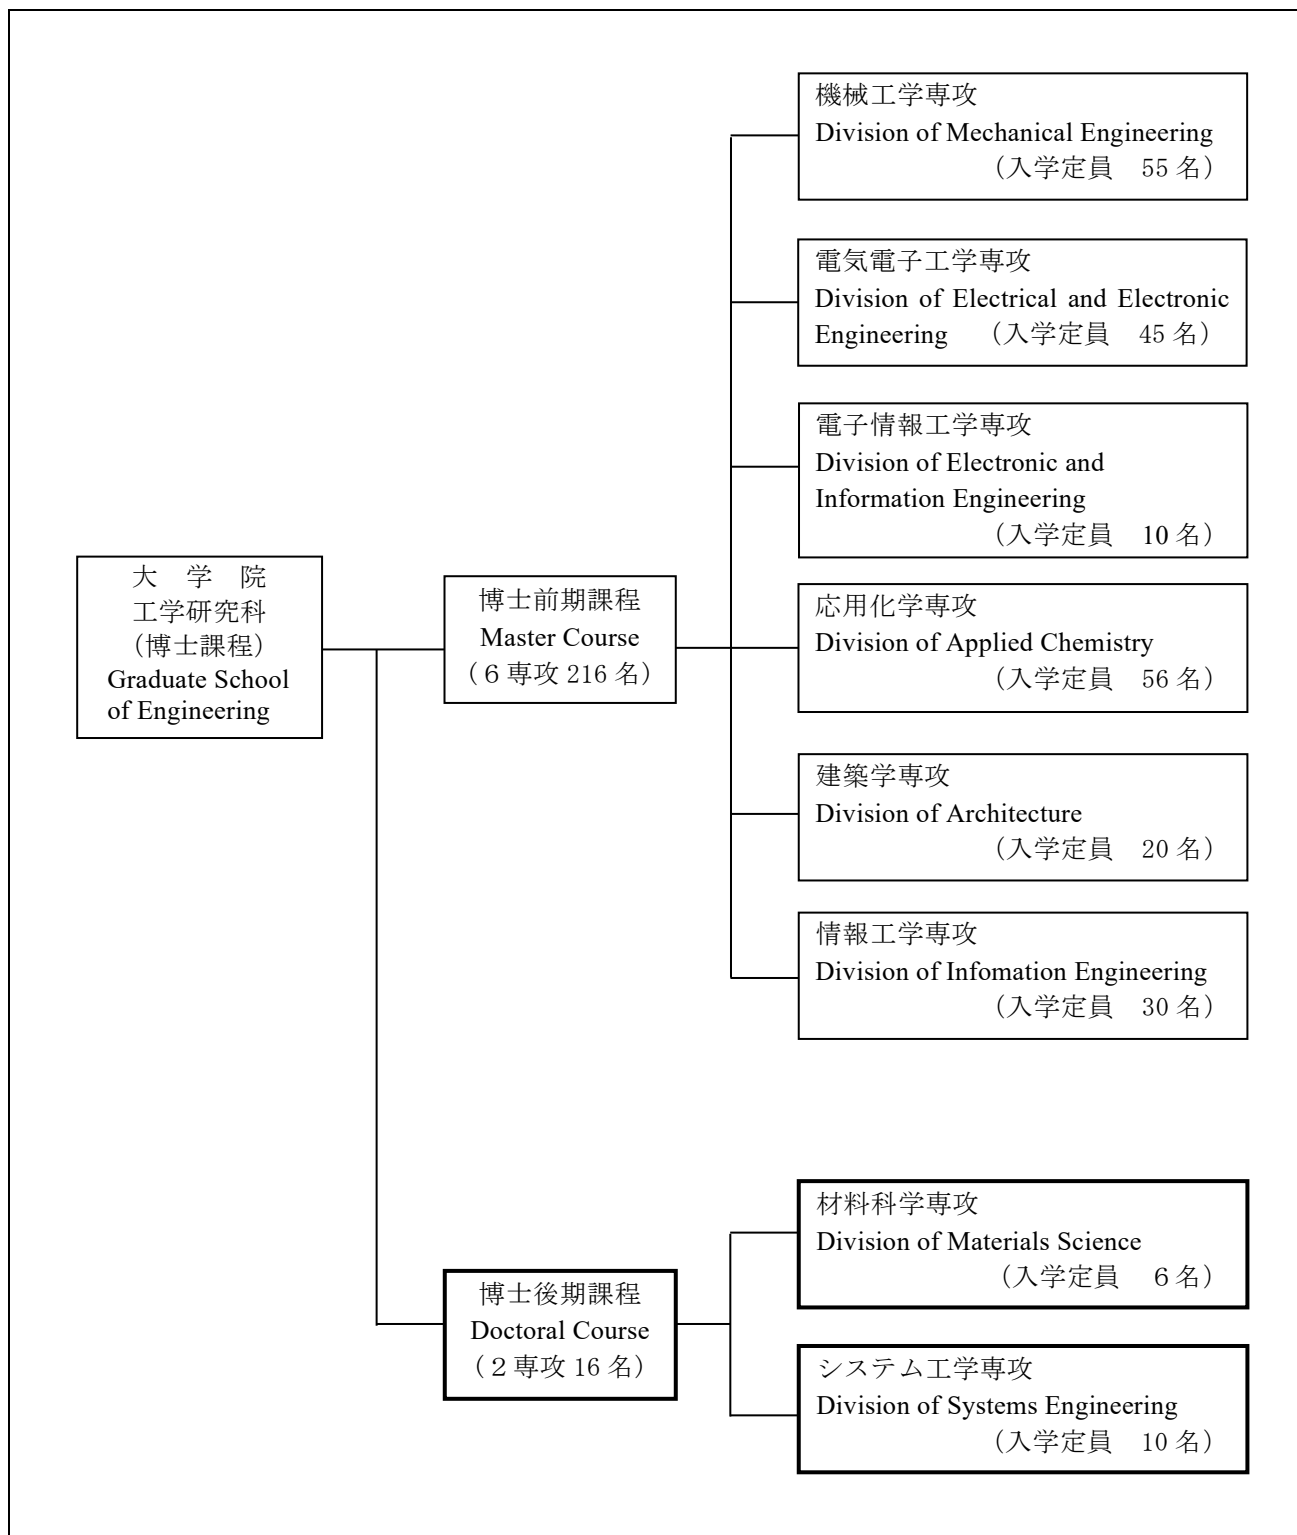 大　学　院
工学研究科
（博士課程）
Graduate School
of Engineering
博士前期課程
Master Course
（６専攻 216 名）
機械工学専攻
Division of Mechanical Engineering
（入学定員　55 名）
電気電子工学専攻
Division of Electrical and Electronic
Engineering　（入学定員　45 名）
電子情報工学専攻
Division of Electronic and
Information Engineering
（入学定員　10 名）
応用化学専攻
Division of Applied Chemistry
（入学定員　56 名）
建築学専攻
Division of Architecture
（入学定員　20 名）
情報工学専攻
Division of Infomation Engineering
（入学定員　30 名）
博士後期課程
Doctoral Course
（２専攻 16 名）
材料科学専攻
Division of Materials Science
（入学定員　６名）
システム工学専攻
Division of Systems Engineering
（入学定員　10 名）